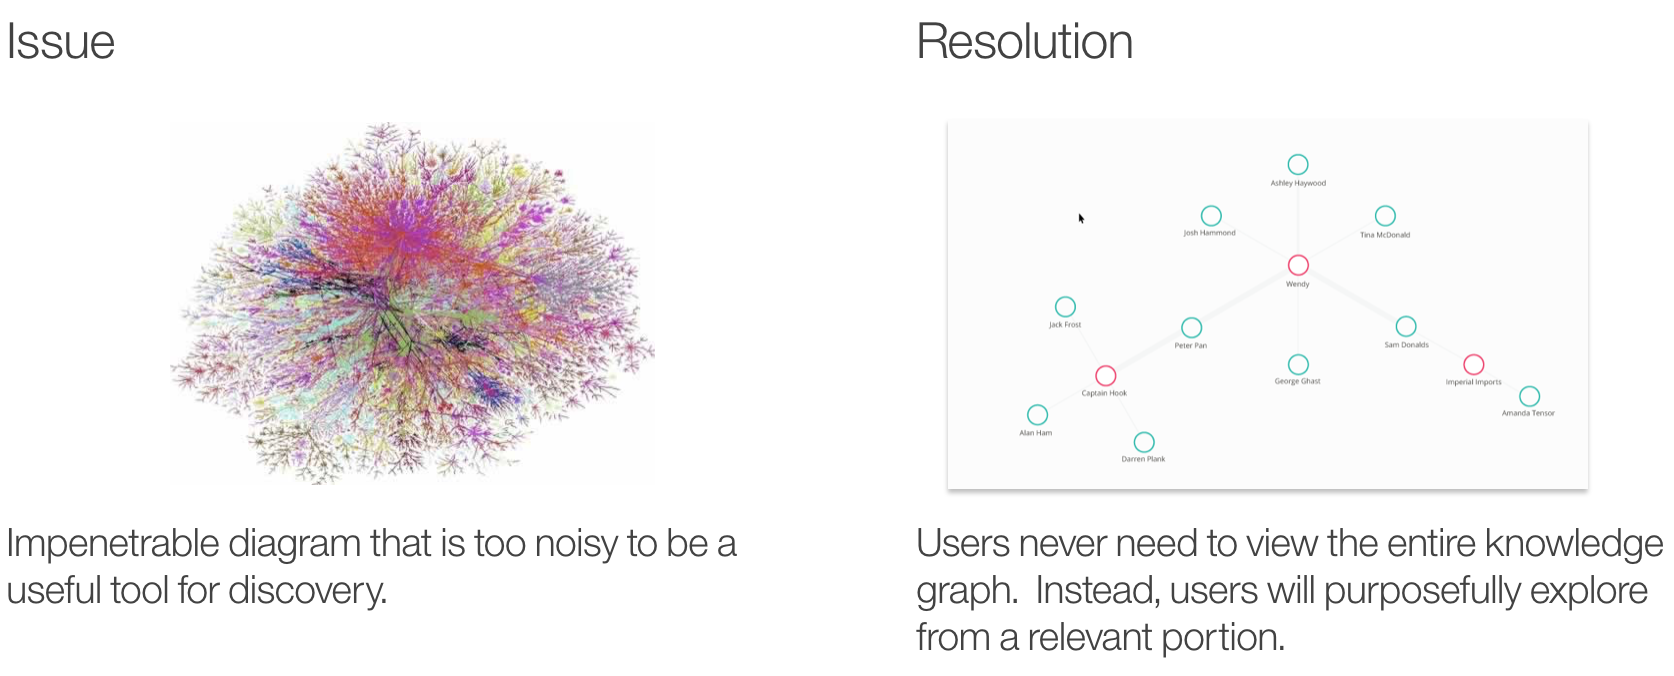 Issue
Impenetrable diagram that is too noisy to be a
useful tool for discovery.
Resolution
Ashley Haywood
Josh Hammond
Tina McDonald
Wendy
Jack Frost
Peter Pan
Sam Donalds
Captain Hook
George Ghast
Imperial Imports
Amanda Tensor
Alan Ham
Darren Plank
Users never need to view the entire knowledge
graph.  Instead, users will purposefully explore
from a relevant portion.